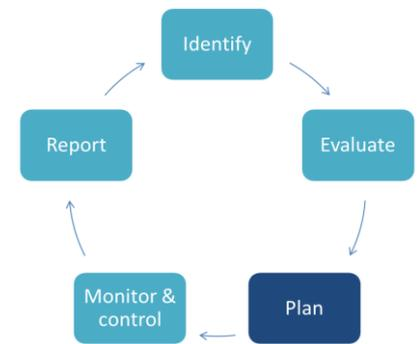 Identify
Evaluate
Plan
Monitor &
control
Report